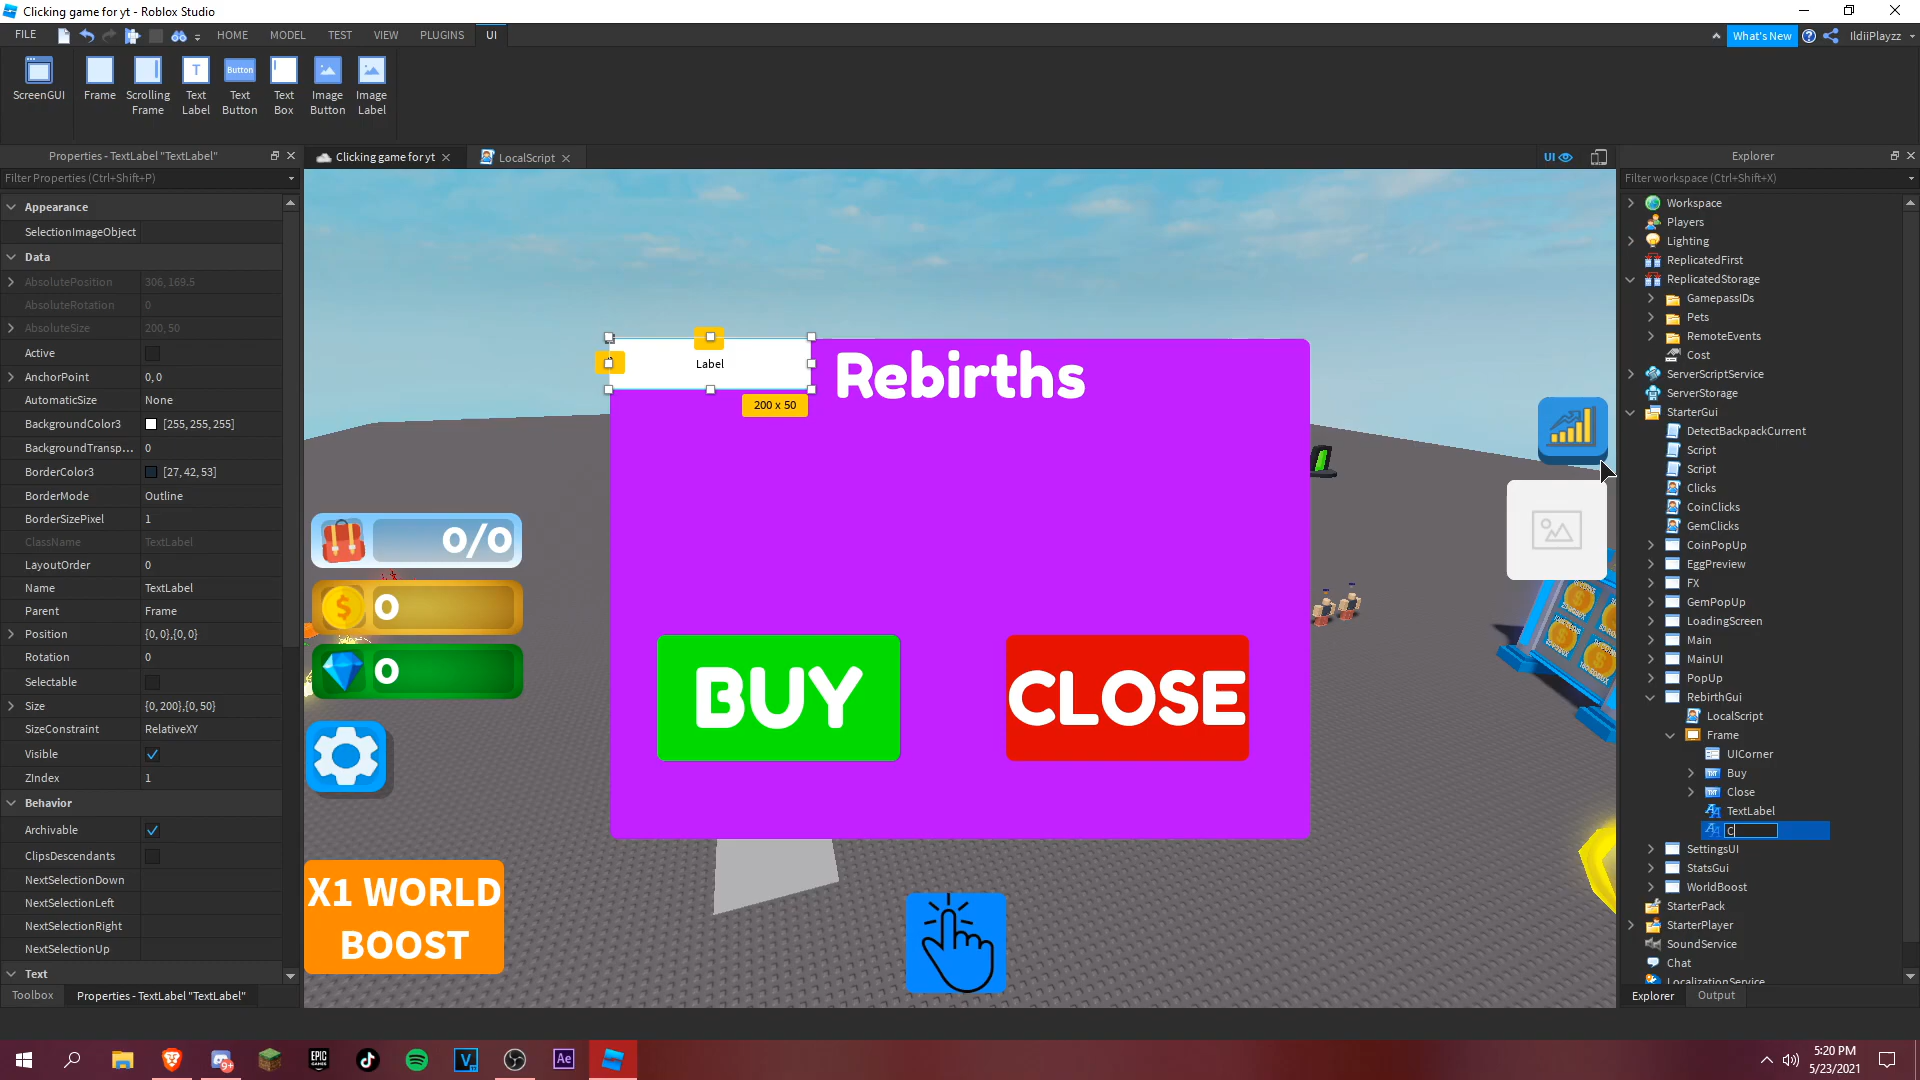 Clicking game for yt - Roblox Studio
FILE HOME MODEL TEST VIEW PLUGINS UI What's New IldiiPlayzz
ScreenGUI Frame Scrolling Frame Text Label Button Text Button Text Box Image Button Image Label
Properties - TextLabel "TextLabel"
Filter Properties (Ctrl+Shift+P)
Appearance
SelectionImageObject
Data
AbsolutePosition 306, 169.5
AbsoluteRotation 0
AbsoluteSize 200, 50
Active
AnchorPoint 0, 0
AutomaticSize None
BackgroundColor3 [255, 255, 255]
BackgroundTransp... 0
BorderColor3 [27, 42, 53]
BorderMode Outline
BorderSizePixel 1
ClassName TextLabel
LayoutOrder 0
Name TextLabel
Parent Frame
Position {0, 0},{0, 0}
Rotation 0
Selectable
Size {0, 200},{0, 50}
SizeConstraint RelativeXY
Visible
ZIndex 1
Behavior
Archivable
ClipsDescendants
NextSelectionDown
NextSelectionLeft
NextSelectionRight
NextSelectionUp
Text
Toolbox Properties - TextLabel "TextLabel"
Clicking game for yt LocalScript UI
Label
200 x 50
Rebirths
0/0
0
0
BUY CLOSE
X1 WORLD
BOOST
Explorer
Filter workspace (Ctrl+Shift+X)
Workspace
Players
Lighting
ReplicatedFirst
ReplicatedStorage
GamepassIDs
Pets
RemoteEvents
Cost
ServerScriptService
ServerStorage
StarterGui
DetectBackpackCurrent
Script
Script
Clicks
CoinClicks
GemClicks
CoinPopUp
EggPreview
FX
GemPopUp
LoadingScreen
Main
MainUI
PopUp
RebirthGui
LocalScript
Frame
UICorner
Buy
Close
TextLabel
C
SettingsUI
StatsGui
WorldBoost
StarterPack
StarterPlayer
SoundService
Chat
LocalizationService
Explorer Output
5:20 PM
5/23/2021